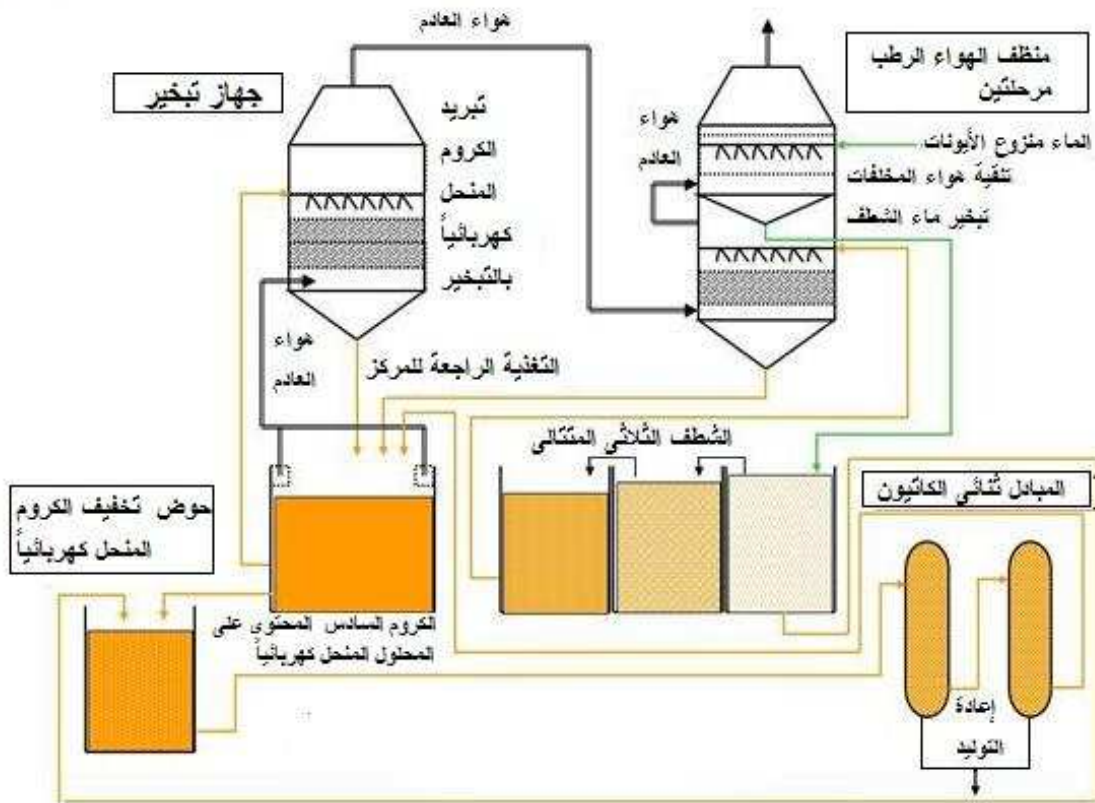 هواء العادم
منظف الهواء الرطب
مرحلتين
جهاز تبخير
تبريد
الكروم
المنحل
كهربائياً
بالتبخير
هواء
العادم
الماء منزوع الأيونات
تنقية هواء المخلفات
تبخير ماء الشطف
هواء
العادم
التغذية الراجعة للمركز
الشطف الثلاثي المتتالى
المبادل ثنائي الكاتيون
حوض تخفيف الكروم
المنحل كهربائياً
الكروم السادس المحتوى على
المحلول المنحل كهربائياً
إعادة
التوليد